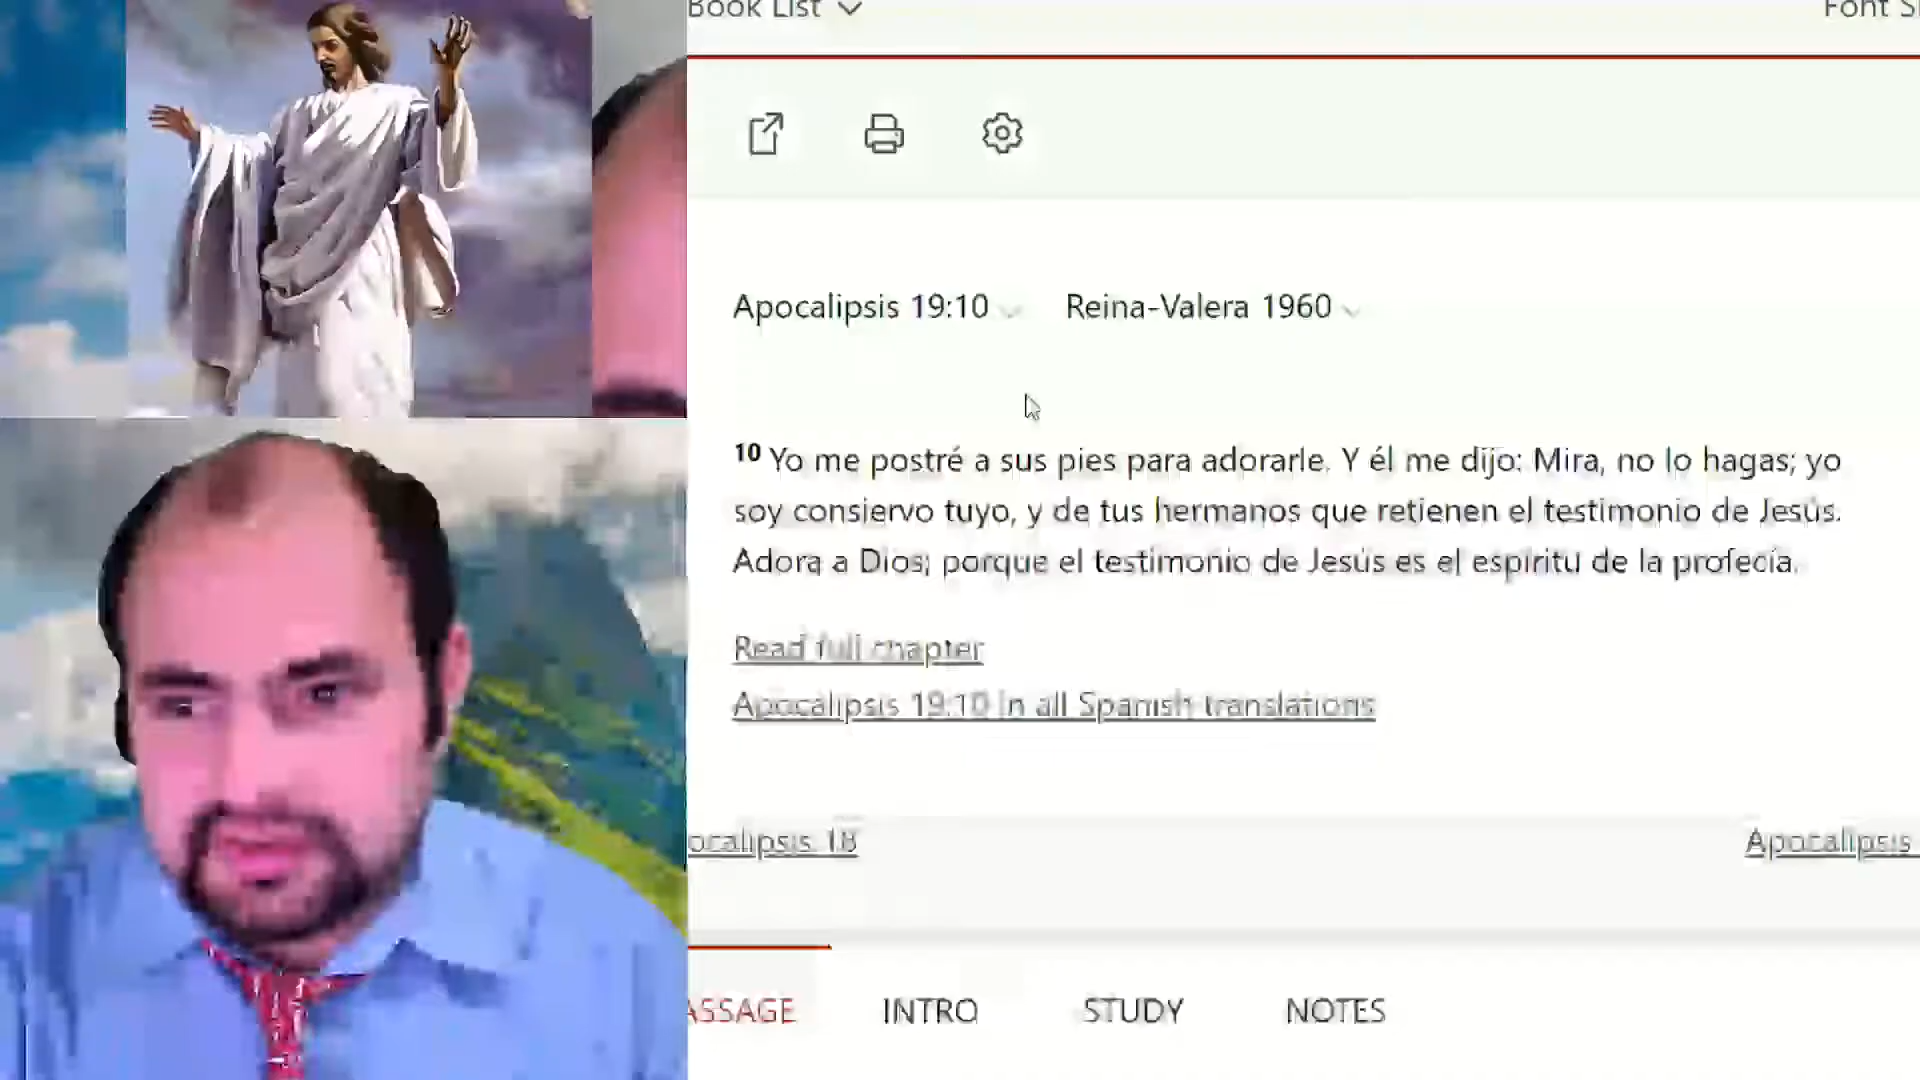 Book List
Font S
Apocalipsis 19:10 Reina-Valera 1960
10 Yo me postré a sus pies para adorarle. Y él me dijo: Mira, no lo hagas; yo
soy consiervo tuyo, y de tus hermanos que retienen el testimonio de Jesús.
Adora a Dios; porque el testimonio de Jesús es el espíritu de la profecía.
Read full chapter
Apocalipsis 19:10 in all Spanish translations
ocalipsis 18 Apocalipsis
ASSAGE INTRO STUDY NOTES